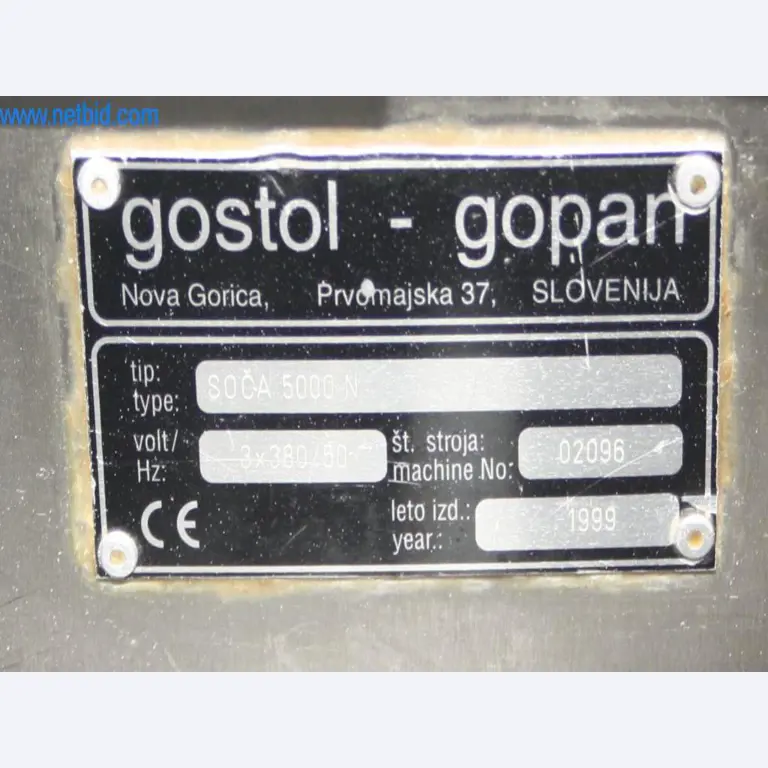 www.netbid.com
gostol - gopan
Nova Gorica, Prvomajska 37, SLOVENIJA
tip: SOČA 5000 N
type:
volt/ 3x380/50 št. stroja: 02096
Hz: machine No:
CE leto izd.: 1999
year.: